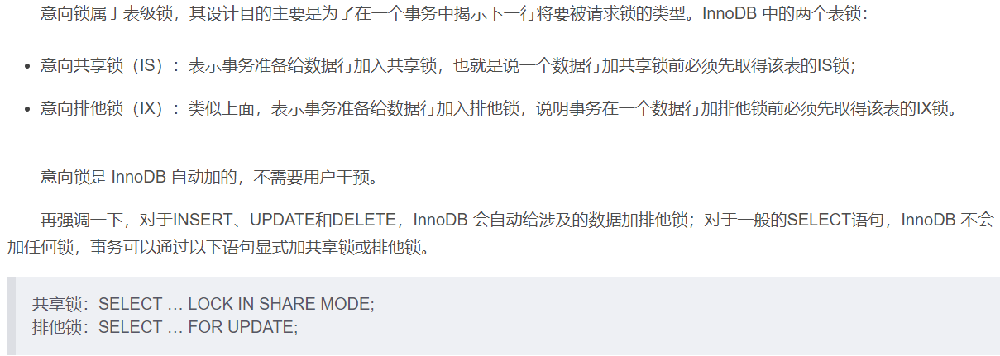 意向锁属于表级锁，其设计目的主要是为了在一个事务中揭示下一行将要被请求锁的类型。InnoDB 中的两个表锁：
• 意向共享锁（IS）：表示事务准备给数据行加入共享锁，也就是说一个数据行加共享锁前必须先取得该表的IS锁；
• 意向排他锁（IX）：类似上面，表示事务准备给数据行加入排他锁，说明事务在一个数据行加排他锁前必须先取得该表的IX锁。
意向锁是 InnoDB 自动加的，不需要用户干预。
再强调一下，对于INSERT、UPDATE和DELETE，InnoDB 会自动给涉及的数据加排他锁；对于一般的SELECT语句，InnoDB 不会
加任何锁，事务可以通过以下语句显式加共享锁或排他锁。
共享锁：SELECT … LOCK IN SHARE MODE;
排他锁：SELECT … FOR UPDATE;